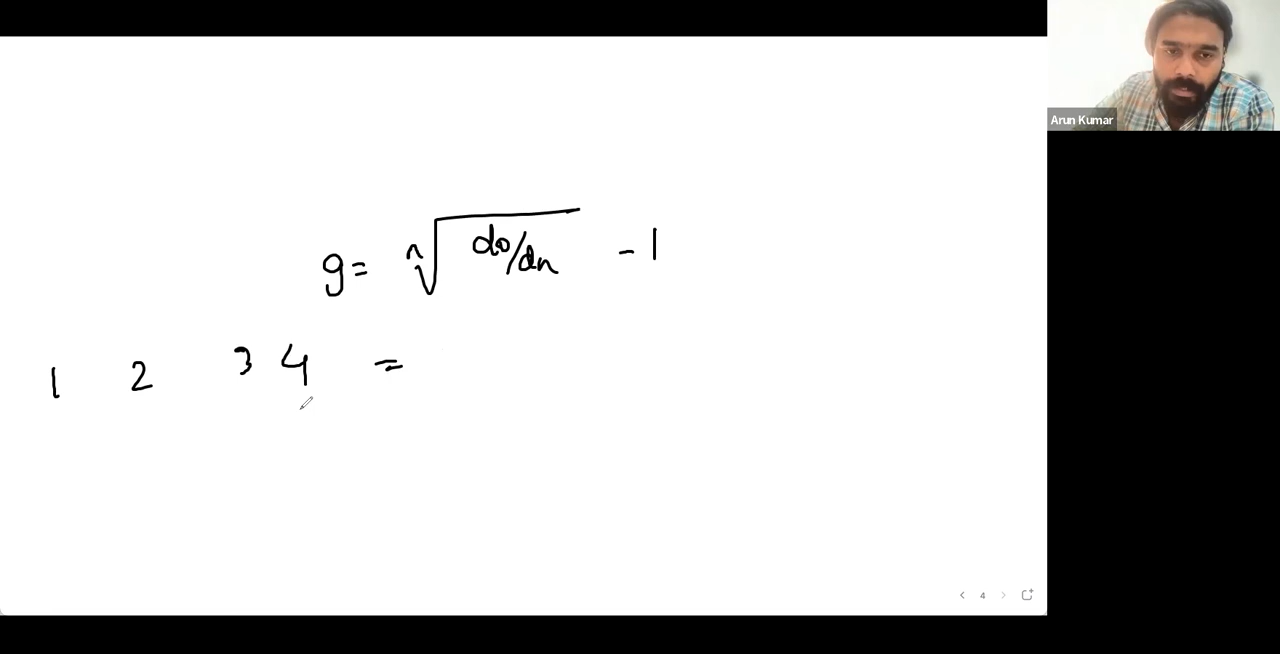 Arun Kumar
g = ⁿ√(do/dn) - 1
1 2 3 4 =
4